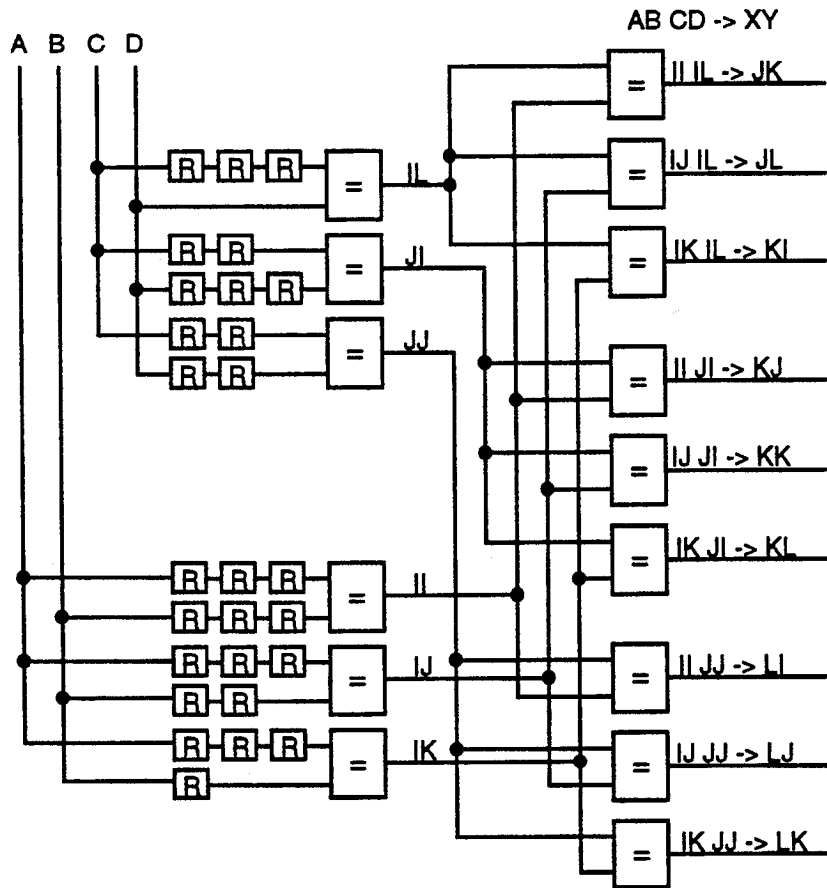 AB CD -> XY
A B C D
II IL -> JK
R R R = IL
= IJ IL -> JL
R R = JI
= IK IL -> KI
R R R
R R = JJ
R R
= II JI -> KJ
= IJ JI -> KK
= IK JI -> KL
R R R = II
R R R
R R R = IJ
R R
= II JJ -> LI
R R R = IK
R
= IJ JJ -> LJ
= IK JJ -> LK